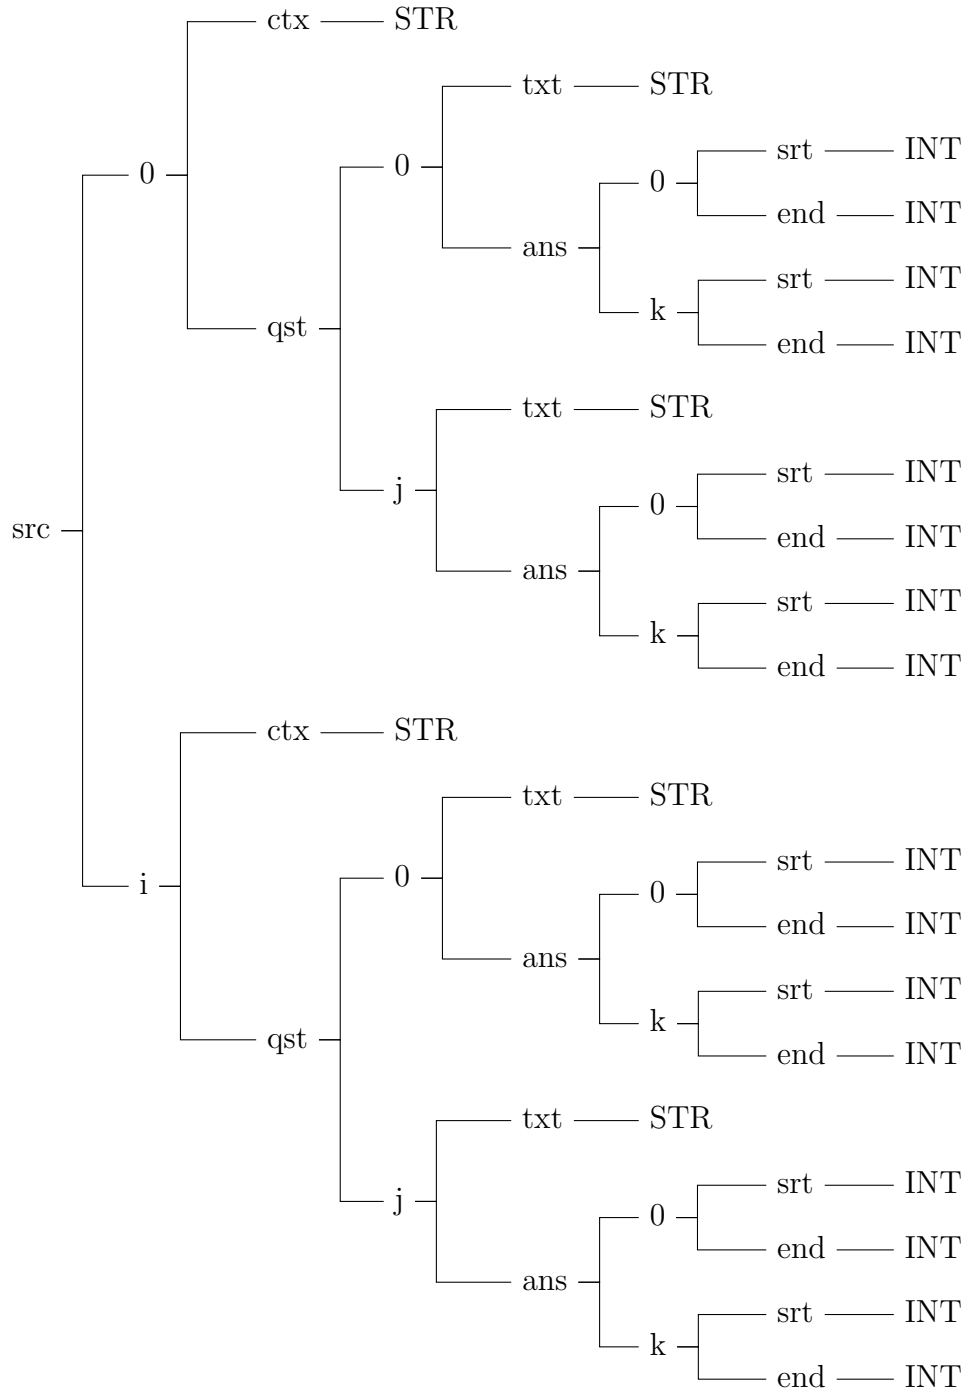 ctx STR
txt STR
srt INT
0
0
0
end INT
ans
srt INT
k
qst
end INT
txt STR
srt INT
j
0
src
end INT
ans
srt INT
k
end INT
ctx STR
txt STR
srt INT
0
i
0
end INT
ans
srt INT
k
qst
end INT
txt STR
srt INT
j
0
end INT
ans
srt INT
k
end INT